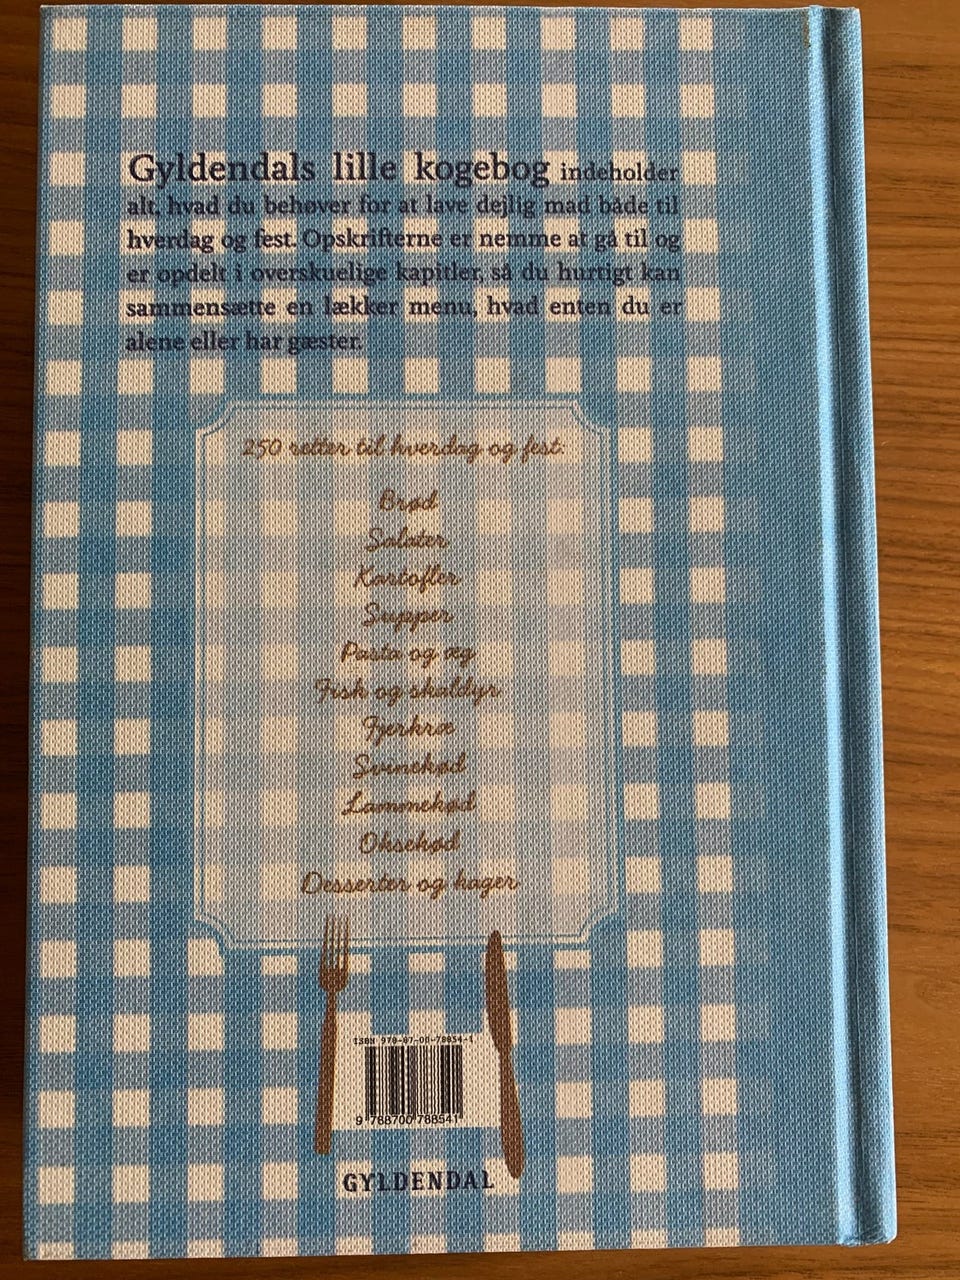 Gyldendals lille kogebog indeholder
alt, hvad du behøver for at lave dejlig mad både til
hverdag og fest. Opskrifterne er nemme at gå til og
er opdelt i overskuelige kapitler, så du hurtigt kan
sammensætte en lækker menu, hvad enten du er
alene eller har gæster.
250 retter til hverdag og fest:
Brød
Salater
Kartofler
Supper
Pasta og æg
Fisk og skaldyr
Fjerkræ
Svinekød
Lammekød
Oksekød
Desserter og kager
ISBN 978-87-00-78854-1
9 788700 788541
GYLDENDAL